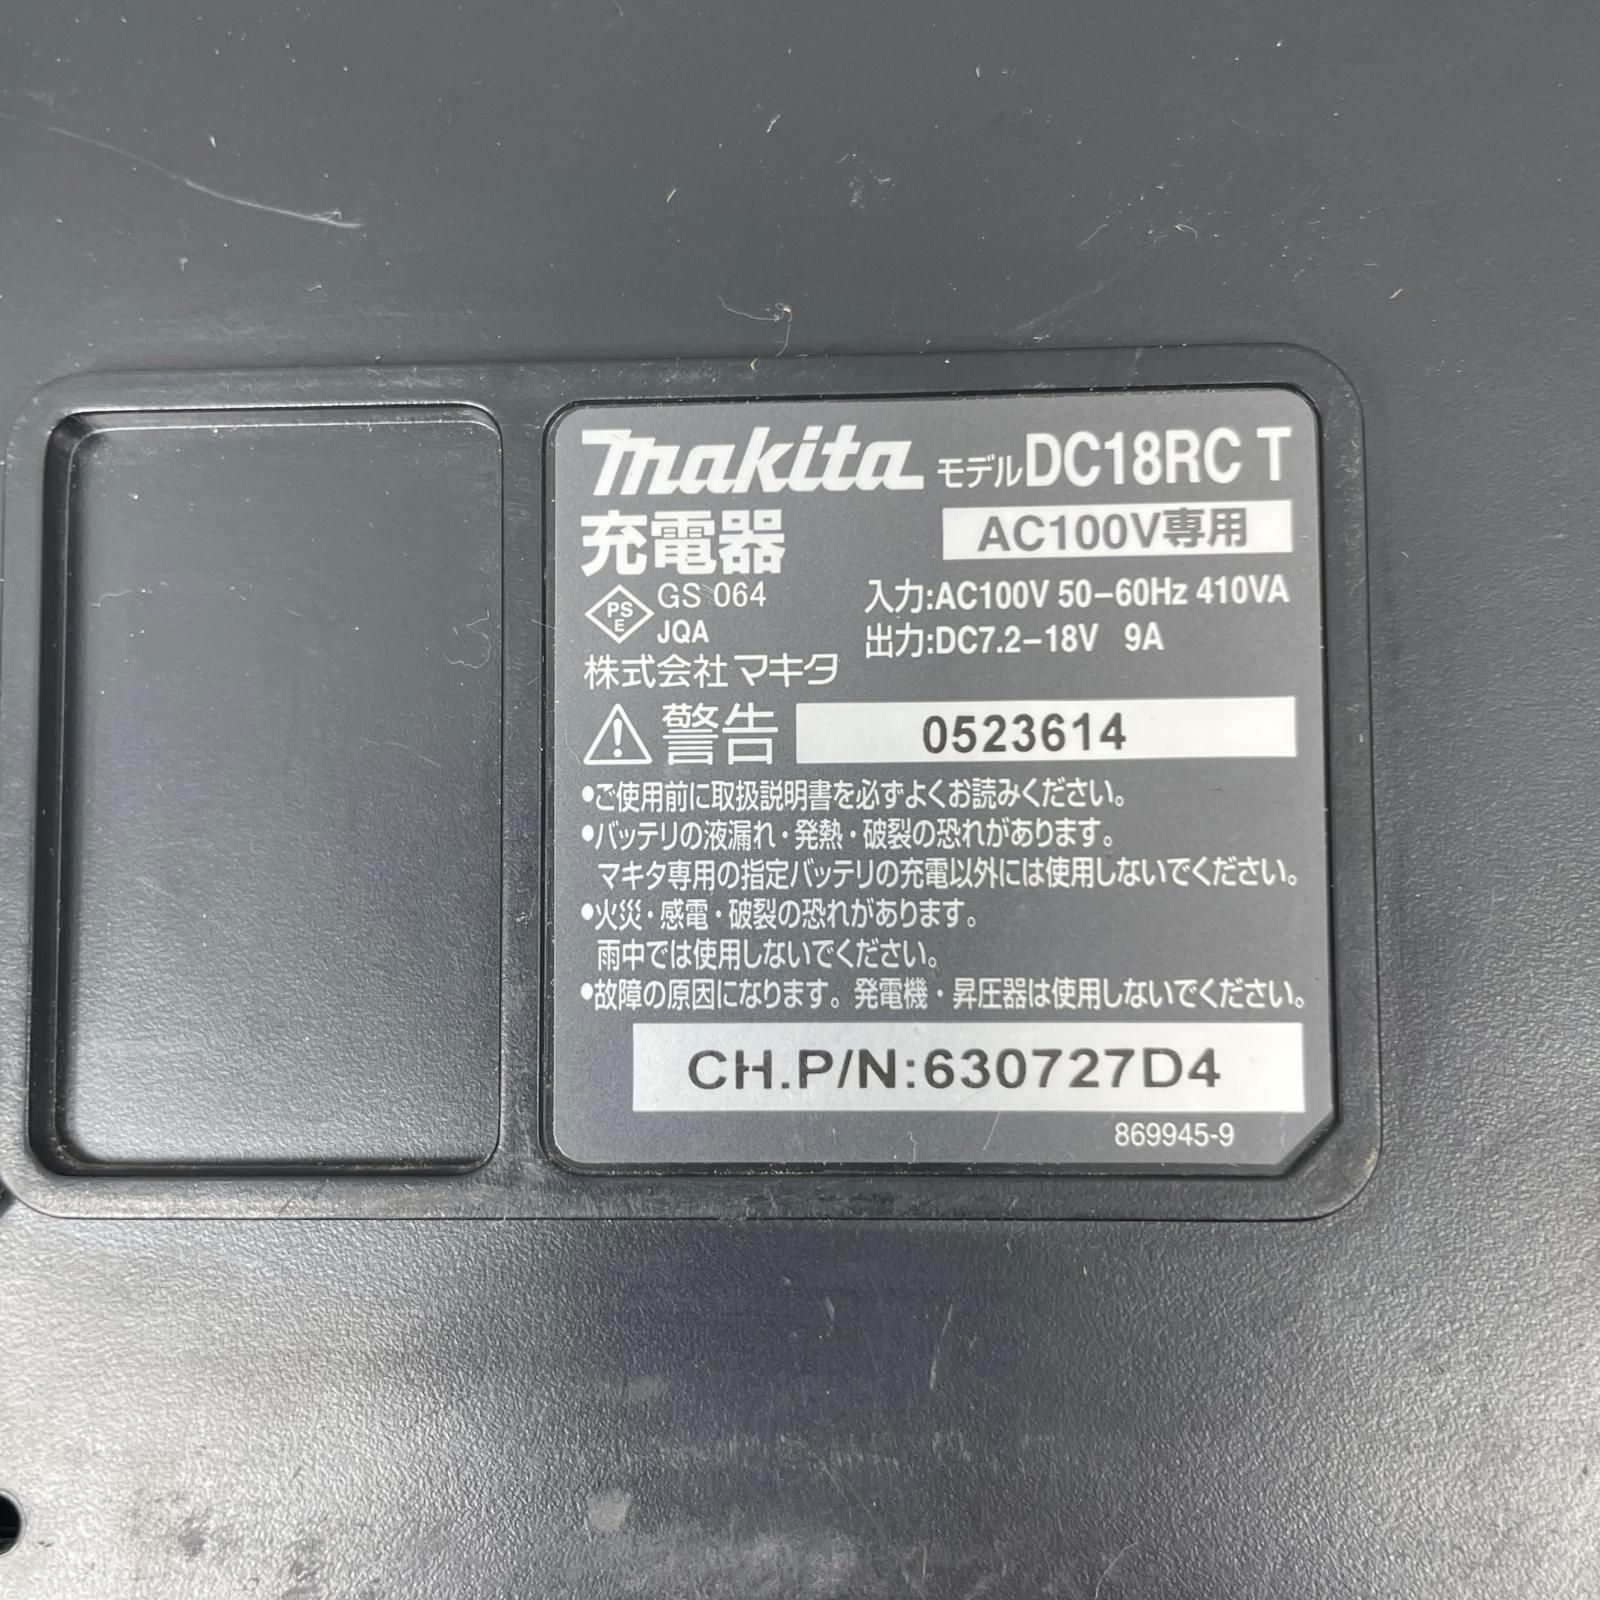 makita モデルDC18RC T
充電器 AC100V専用
PSE GS 064 入力:AC100V 50-60Hz 410VA
JQA 出力:DC7.2-18V 9A
株式会社マキタ
警告 0523614
•ご使用前に取扱説明書を必ずよくお読みください。
•バッテリの液漏れ・発熱・破裂の恐れがあります。
マキタ専用の指定バッテリの充電以外には使用しないでください。
•火災・感電・破裂の恐れがあります。
雨中では使用しないでください。
•故障の原因になります。発電機・昇圧器は使用しないでください。
CH.P/N:630727D4
869945-9